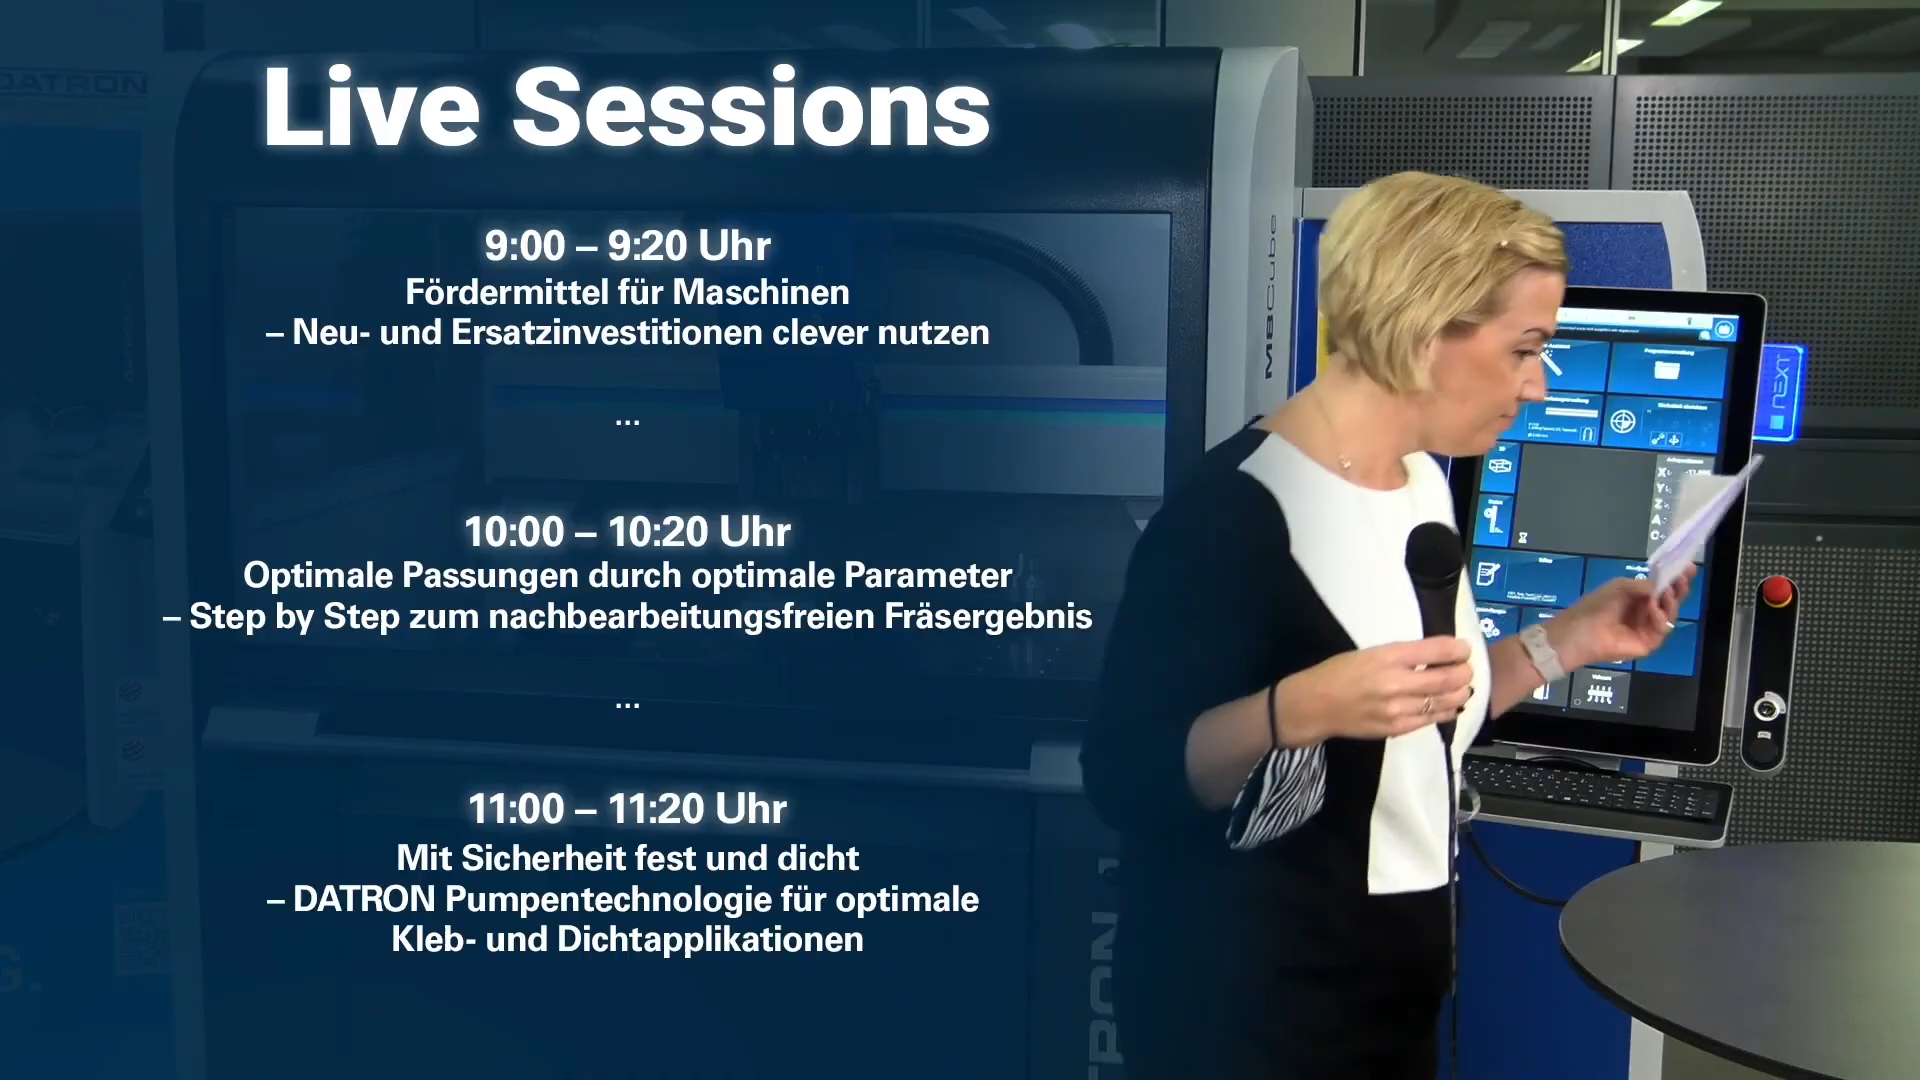 Live Sessions
9:00 – 9:20 Uhr
Fördermittel für Maschinen
– Neu- und Ersatzinvestitionen clever nutzen
...
10:00 – 10:20 Uhr
Optimale Passungen durch optimale Parameter
– Step by Step zum nachbearbeitungsfreien Fräsergebnis
...
11:00 – 11:20 Uhr
Mit Sicherheit fest und dicht
– DATRON Pumpentechnologie für optimale
Kleb- und Dichtapplikationen
DATRON
M8Cube
NEXT